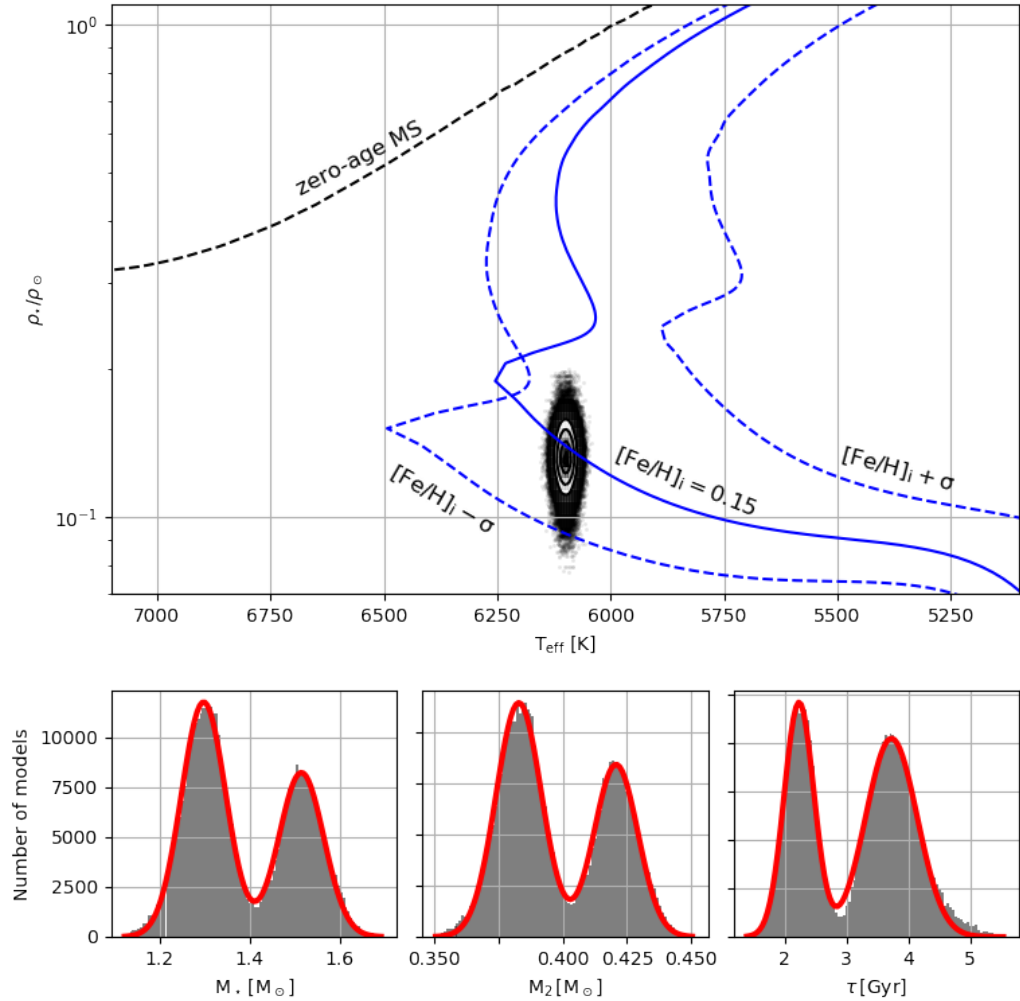 10⁰
zero-age MS
ρ⋆/ρ⊙
[Fe/H]ᵢ − σ
[Fe/H]ᵢ = 0.15
[Fe/H]ᵢ + σ
10⁻¹
7000 6750 6500 6250 6000 5750 5500 5250
T_eff [K]
Number of models
10000
7500
5000
2500
0
1.2 1.4 1.6
M⋆ [M⊙]
0.350 0.400 0.425 0.450
M₂ [M⊙]
2 3 4 5
τ [Gyr]